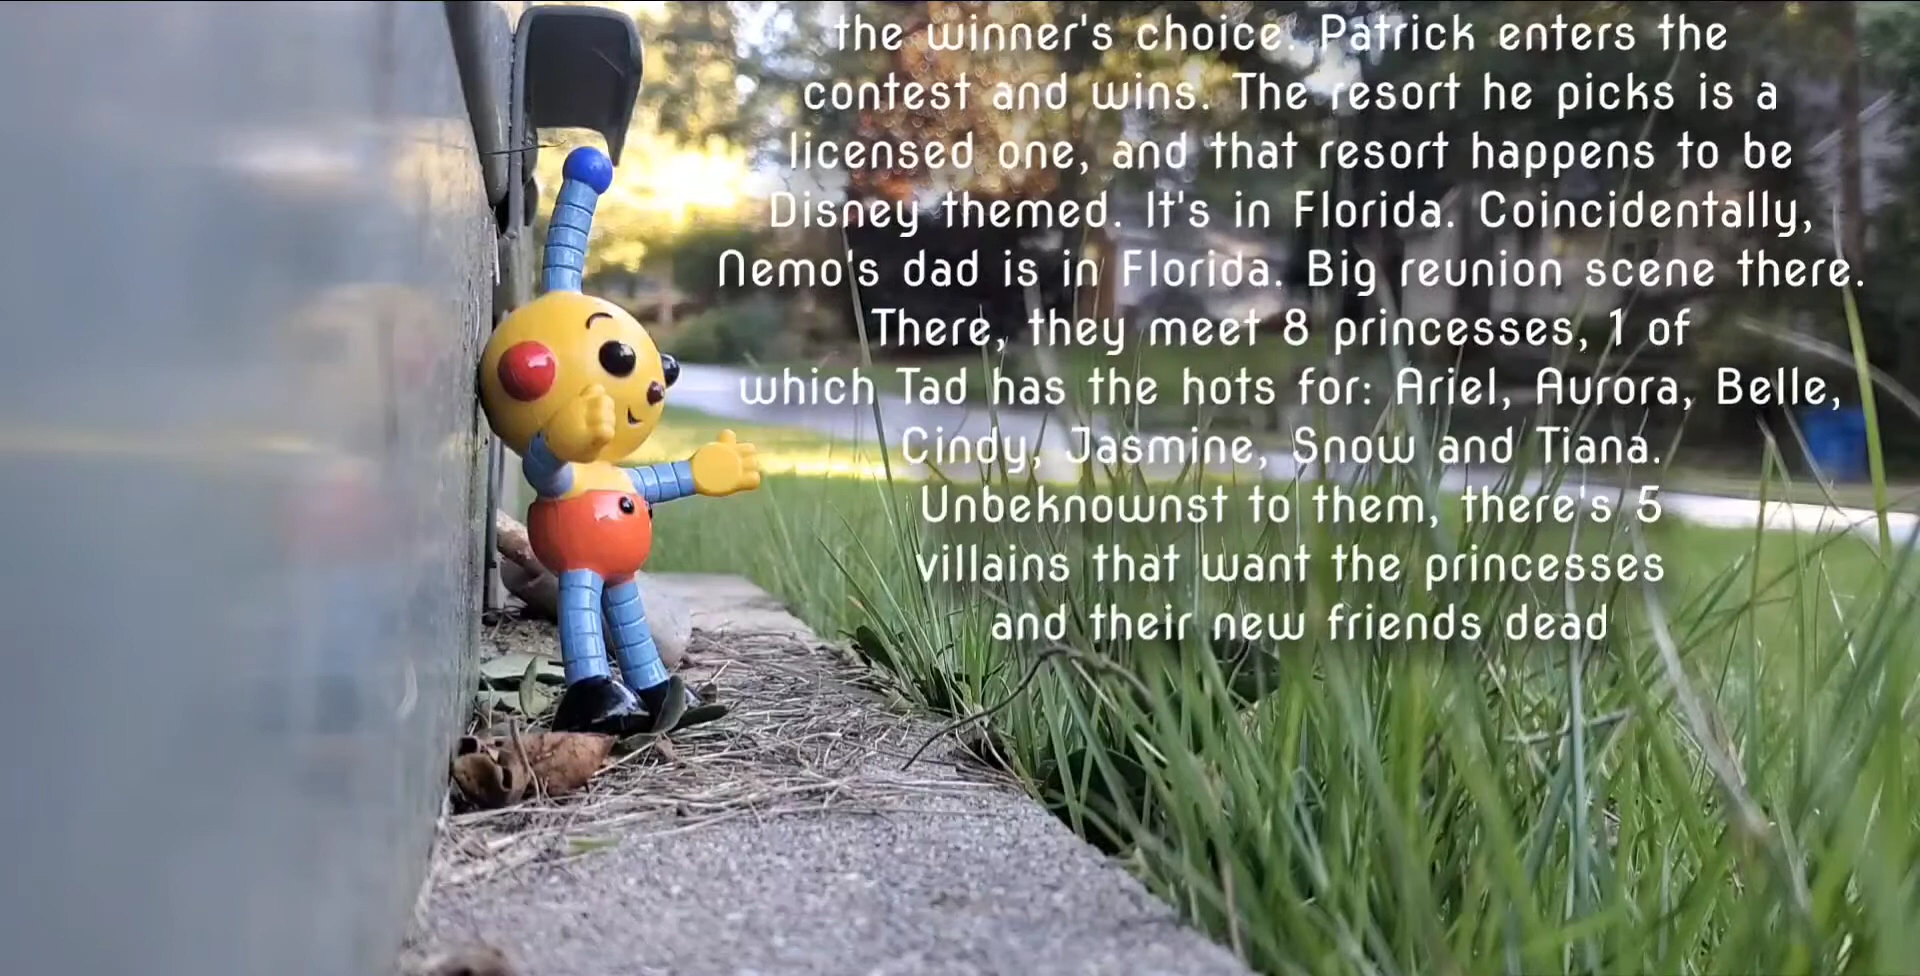 the winner's choice. Patrick enters the
contest and wins. The resort he picks is a
licensed one, and that resort happens to be
Disney themed. It's in Florida. Coincidentally,
Nemo's dad is in Florida. Big reunion scene there.
There, they meet 8 princesses, 1 of
which Tad has the hots for: Ariel, Aurora, Belle,
Cindy, Jasmine, Snow and Tiana.
Unbeknownst to them, there's 5
villains that want the princesses
and their new friends dead